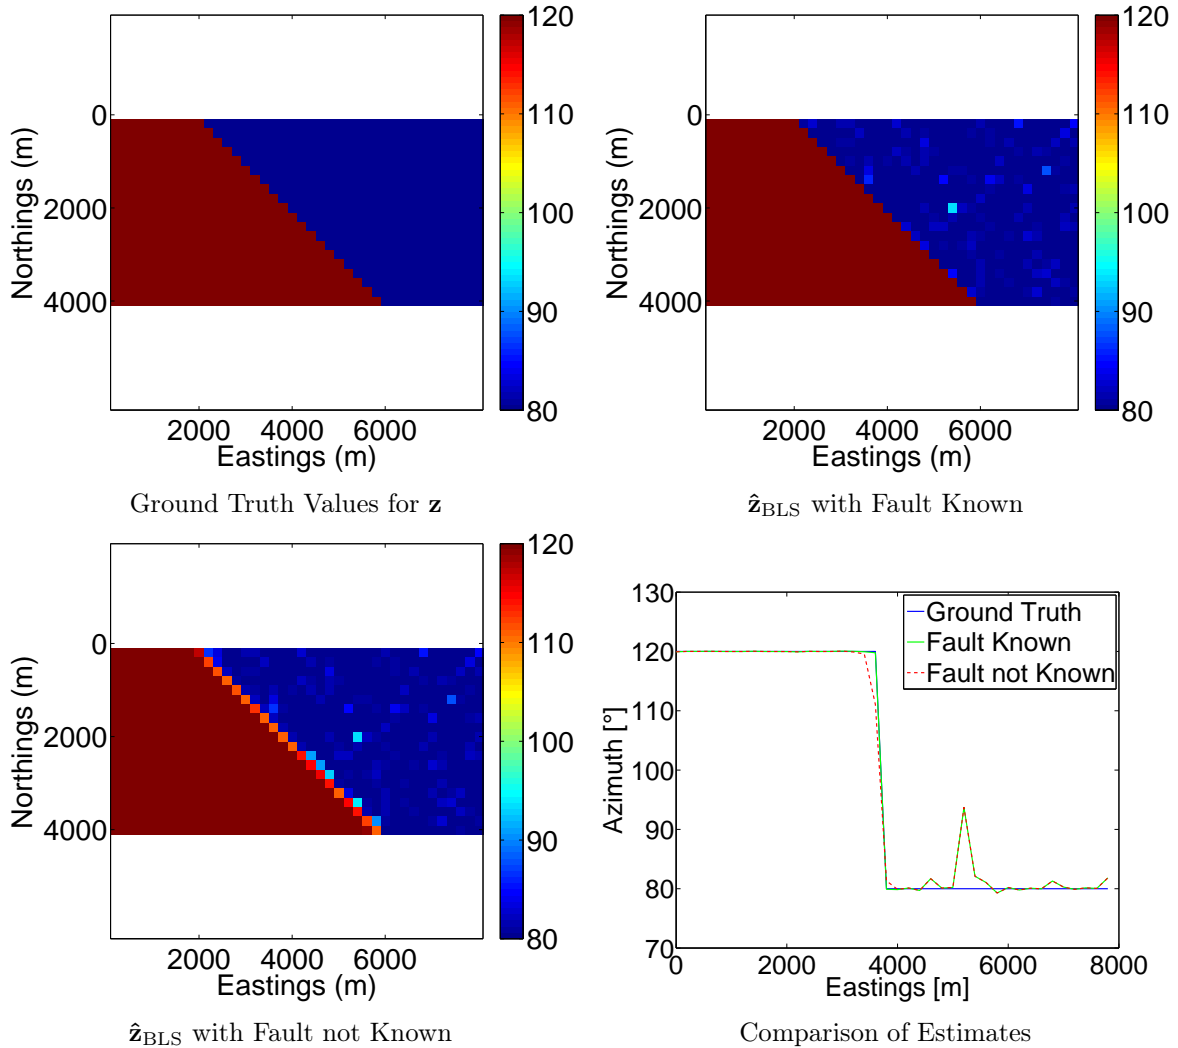 120
110
100
90
80
0
2000
4000
Northings (m)
2000 4000 6000
Eastings (m)
Ground Truth Values for z
120
110
100
90
80
0
2000
4000
Northings (m)
2000 4000 6000
Eastings (m)
ẑBLS with Fault Known
120
110
100
90
80
0
2000
4000
Northings (m)
2000 4000 6000
Eastings (m)
ẑBLS with Fault not Known
130
120
110
100
90
80
70
Azimuth [°]
Ground Truth
Fault Known
Fault not Known
0 2000 4000 6000 8000
Eastings [m]
Comparison of Estimates